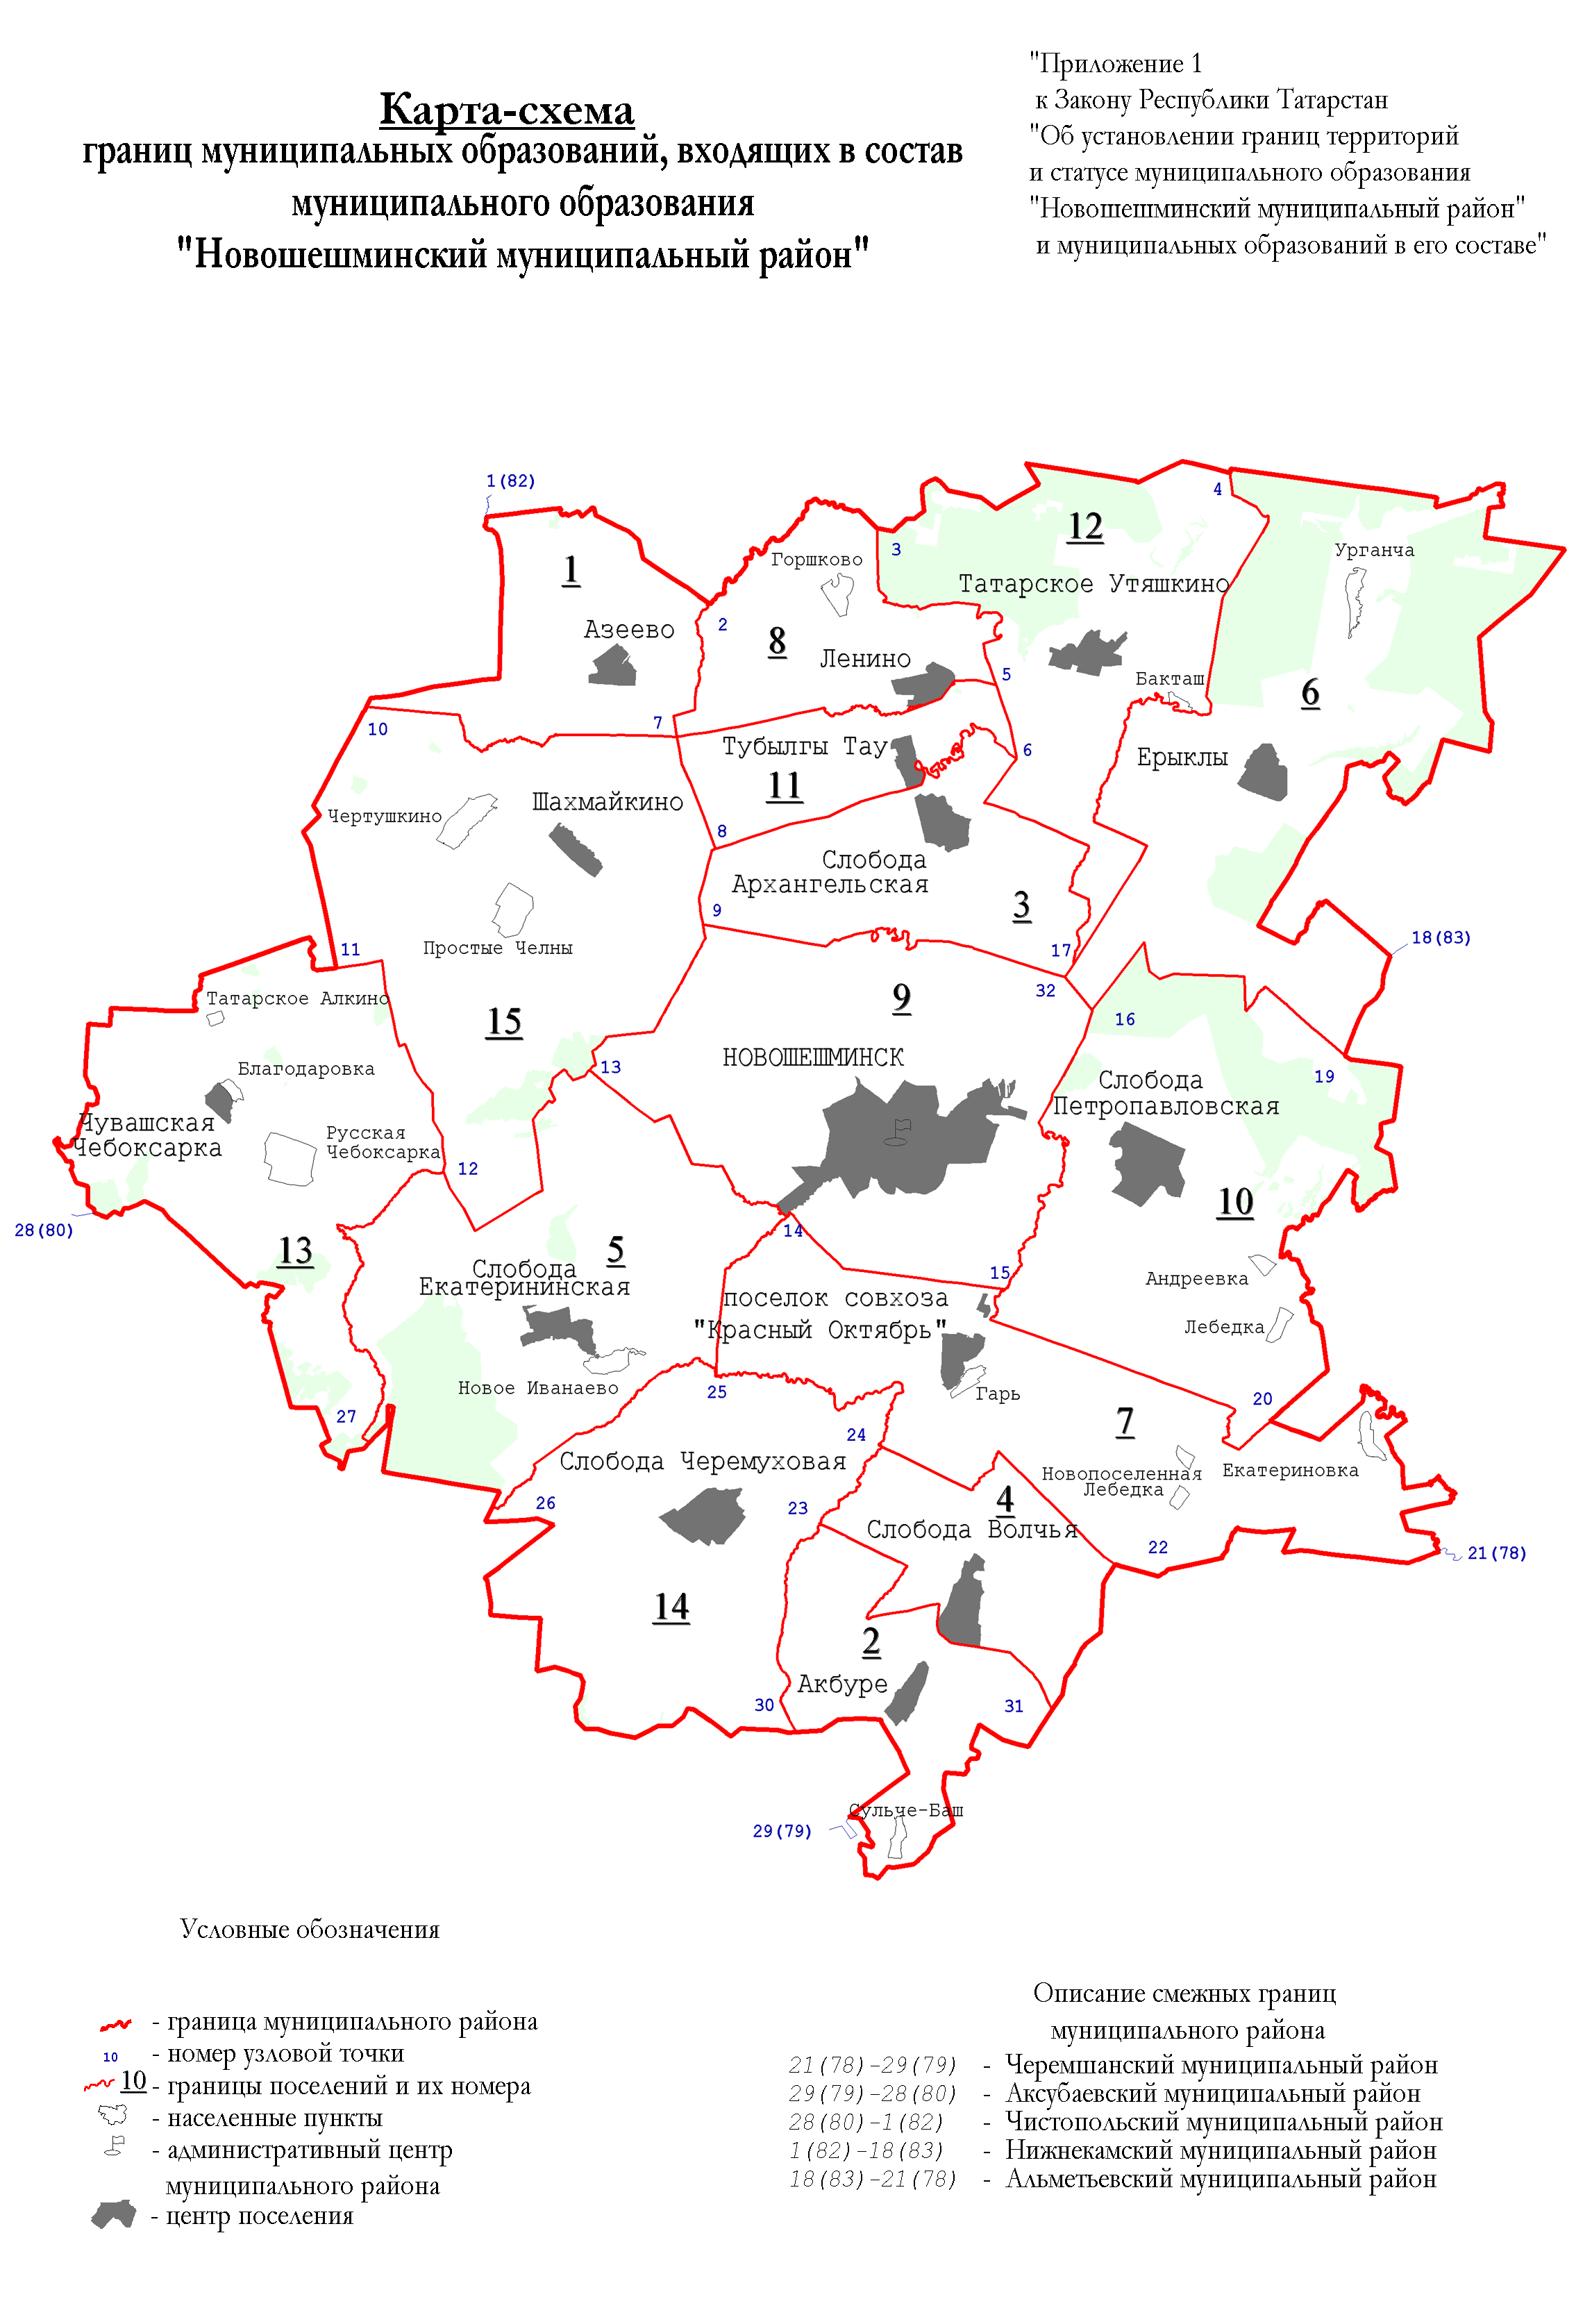 "Приложение 1
к Закону Республики Татарстан
"Об установлении границ территорий
и статусе муниципального образования
"Новошешминский муниципальный район"
и муниципальных образований в его составе"
Карта-схема
границ муниципальных образований, входящих в состав
муниципального образования
"Новошешминский муниципальный район"
1(82)
4
12
3
Горшково
Урганча
1
Татарское Утяшкино
Азеево
2
8
Ленино
5
Бакташ
6
10
7
Тубылгы Тау
6
Ерыклы
11
Шахмайкино
Чертушкино
8
Слобода
Архангельская
3
9
Простые Челны
11
17
18(83)
32
Татарское Алкино
9
15
16
НОВОШЕШМИНСК
13
Благодаровка
19
Слобода
Петропавловская
Чувашская
Чебоксарка
Русская
Чебоксарка
12
10
28(80)
14
13
5
Слобода
Екатерининская
15
Андреевка
поселок совхоза
"Красный Октябрь"
Лебедка
Новое Иванаево
25
Гарь
20
27
7
24
Слобода Черемуховая
Новопоселенная
Лебедка
Екатериновка
26
23
4
Слобода Волчья
22
21(78)
14
2
Акбуре
30
31
Сульче-Баш
29(79)
Условные обозначения
- граница муниципального района
10 - номер узловой точки
10 - границы поселений и их номера
- населенные пункты
- административный центр
муниципального района
- центр поселения
Описание смежных границ
муниципального района
21(78)-29(79) - Черемшанский муниципальный район
29(79)-28(80) - Аксубаевский муниципальный район
28(80)-1(82) - Чистопольский муниципальный район
1(82)-18(83) - Нижнекамский муниципальный район
18(83)-21(78) - Альметьевский муниципальный район